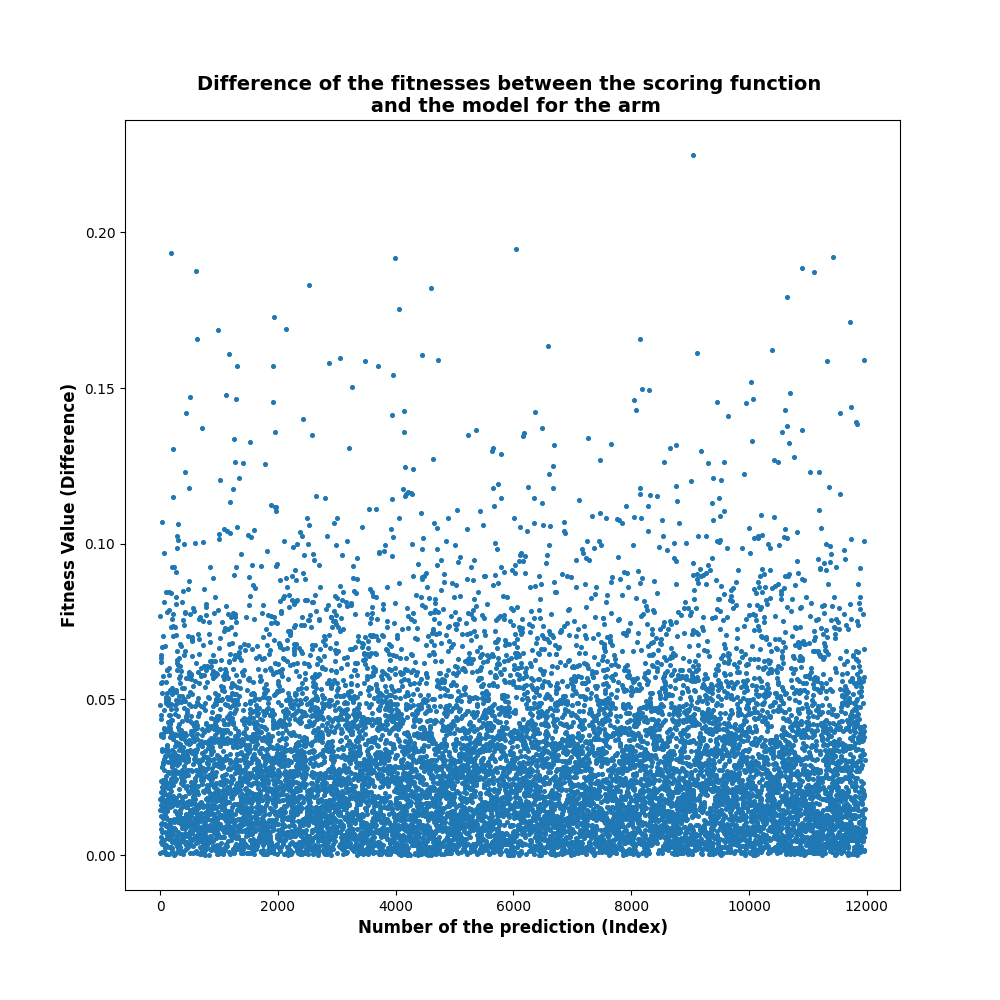 Difference of the fitnesses between the scoring function
and the model for the arm
Fitness Value (Difference)
0.20
0.15
0.10
0.05
0.00
0 2000 4000 6000 8000 10000 12000
Number of the prediction (Index)